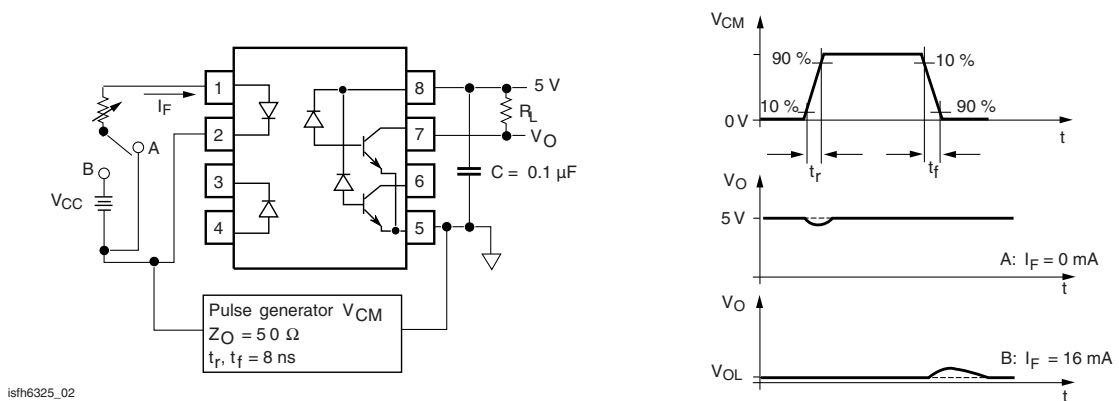 1
2
3
4
8
7
6
5
I_F
A
B
V_CC
5 V
R_L
V_O
C = 0.1 µF
Pulse generator V_CM
Z_O = 50 Ω
t_r, t_f = 8 ns
isfh6325_02
V_CM
90 %
10 %
10 %
90 %
0 V
t
t_r
t_f
V_O
5 V
A: I_F = 0 mA
t
V_O
V_OL
B: I_F = 16 mA
t